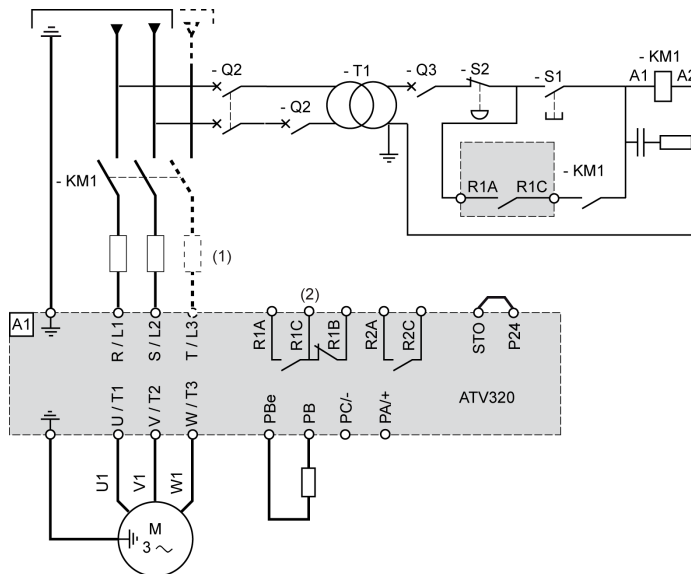 - Q2
- T1
- Q3
- S2
- S1
- KM1
A1
A2
- Q2
- KM1
R1A
R1C
- KM1
(1)
(2)
A1
R / L1
S / L2
T / L3
R1A
R1C
R1B
R2A
R2C
STO
P24
ATV320
U / T1
V / T2
W / T3
PBe
PB
PC/-
PA/+
U1
V1
W1
M
3 ~